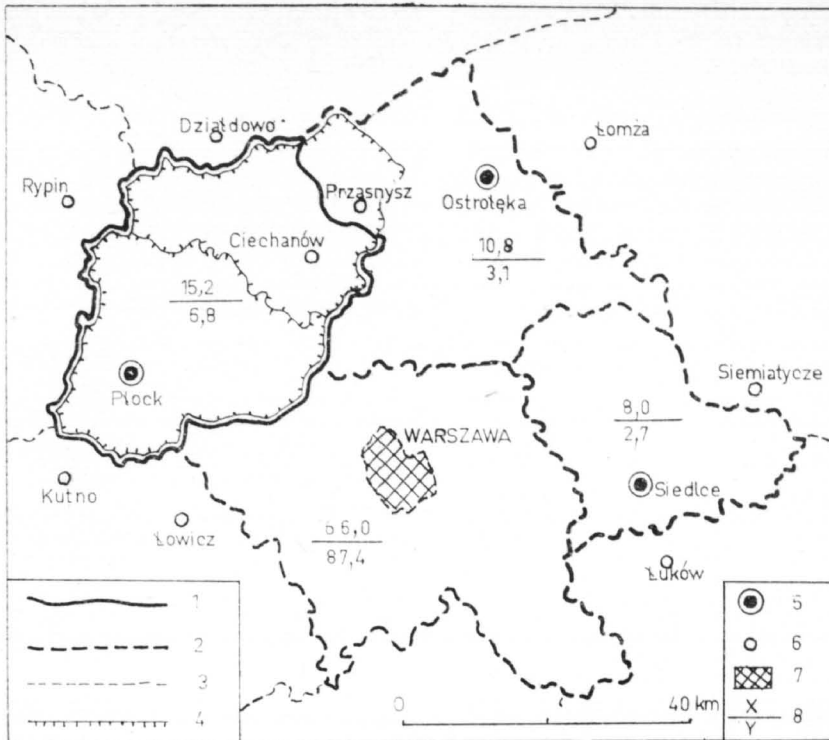 Działdowo
Łomża
Rypin
Przasnysz
Ostrołęka
Ciechanów
10,8
3,1
15,2
6,8
Płock
Siemiatycze
8,0
2,7
WARSZAWA
Siedlce
Kutno
Łowicz
66,0
87,4
Łuków
1
2
3
4
5
6
7
X
Y
8
0 40 km